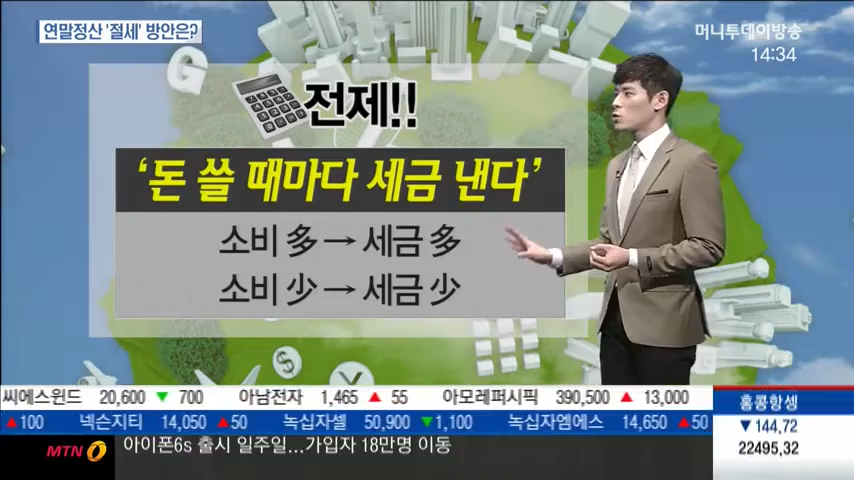 연말정산 '절세' 방안은?
머니투데이방송
14:34
전제!!
'돈 쓸 때마다 세금 낸다'
소비 多 → 세금 多
소비 少 → 세금 少
씨에스윈드 20,600 ▼ 700 아남전자 1,465 ▲ 55 아모레퍼시픽 390,500 ▲ 13,000
▲100 넥슨지티 14,050 ▲50 녹십자셀 50,900 ▼1,100 녹십자엠에스 14,650 ▲50
홍콩항셍
▼144,72
22495,32
MTN
아이폰6s 출시 일주일...가입자 18만명 이동